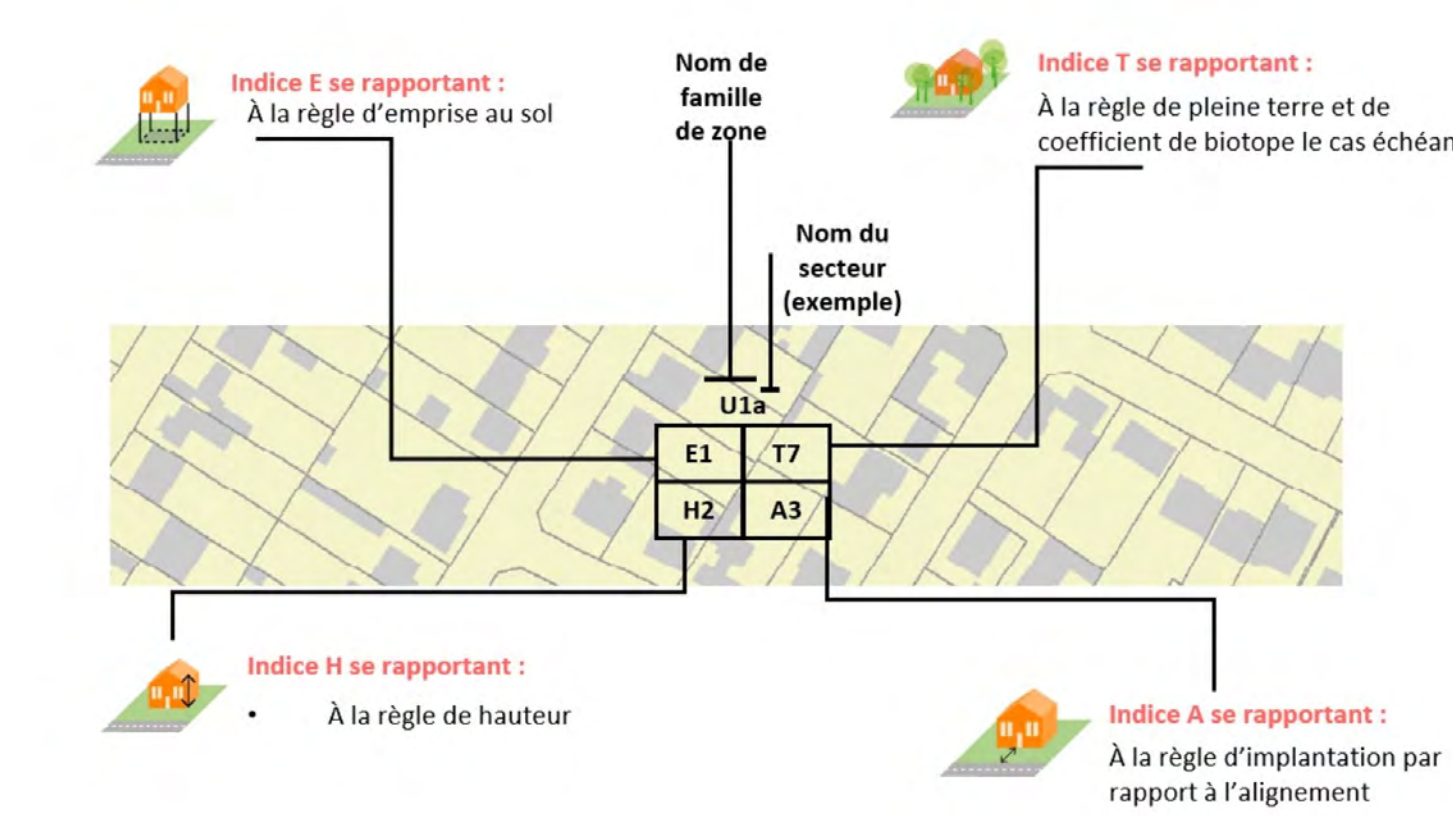 Indice E se rapportant :
À la règle d'emprise au sol
Nom de
famille
de zone
Indice T se rapportant :
À la règle de pleine terre et de
coefficient de biotope le cas échéan
Nom du
secteur
(exemple)
U1a
E1 T7
H2 A3
Indice H se rapportant :
• À la règle de hauteur
Indice A se rapportant :
À la règle d'implantation par
rapport à l'alignement